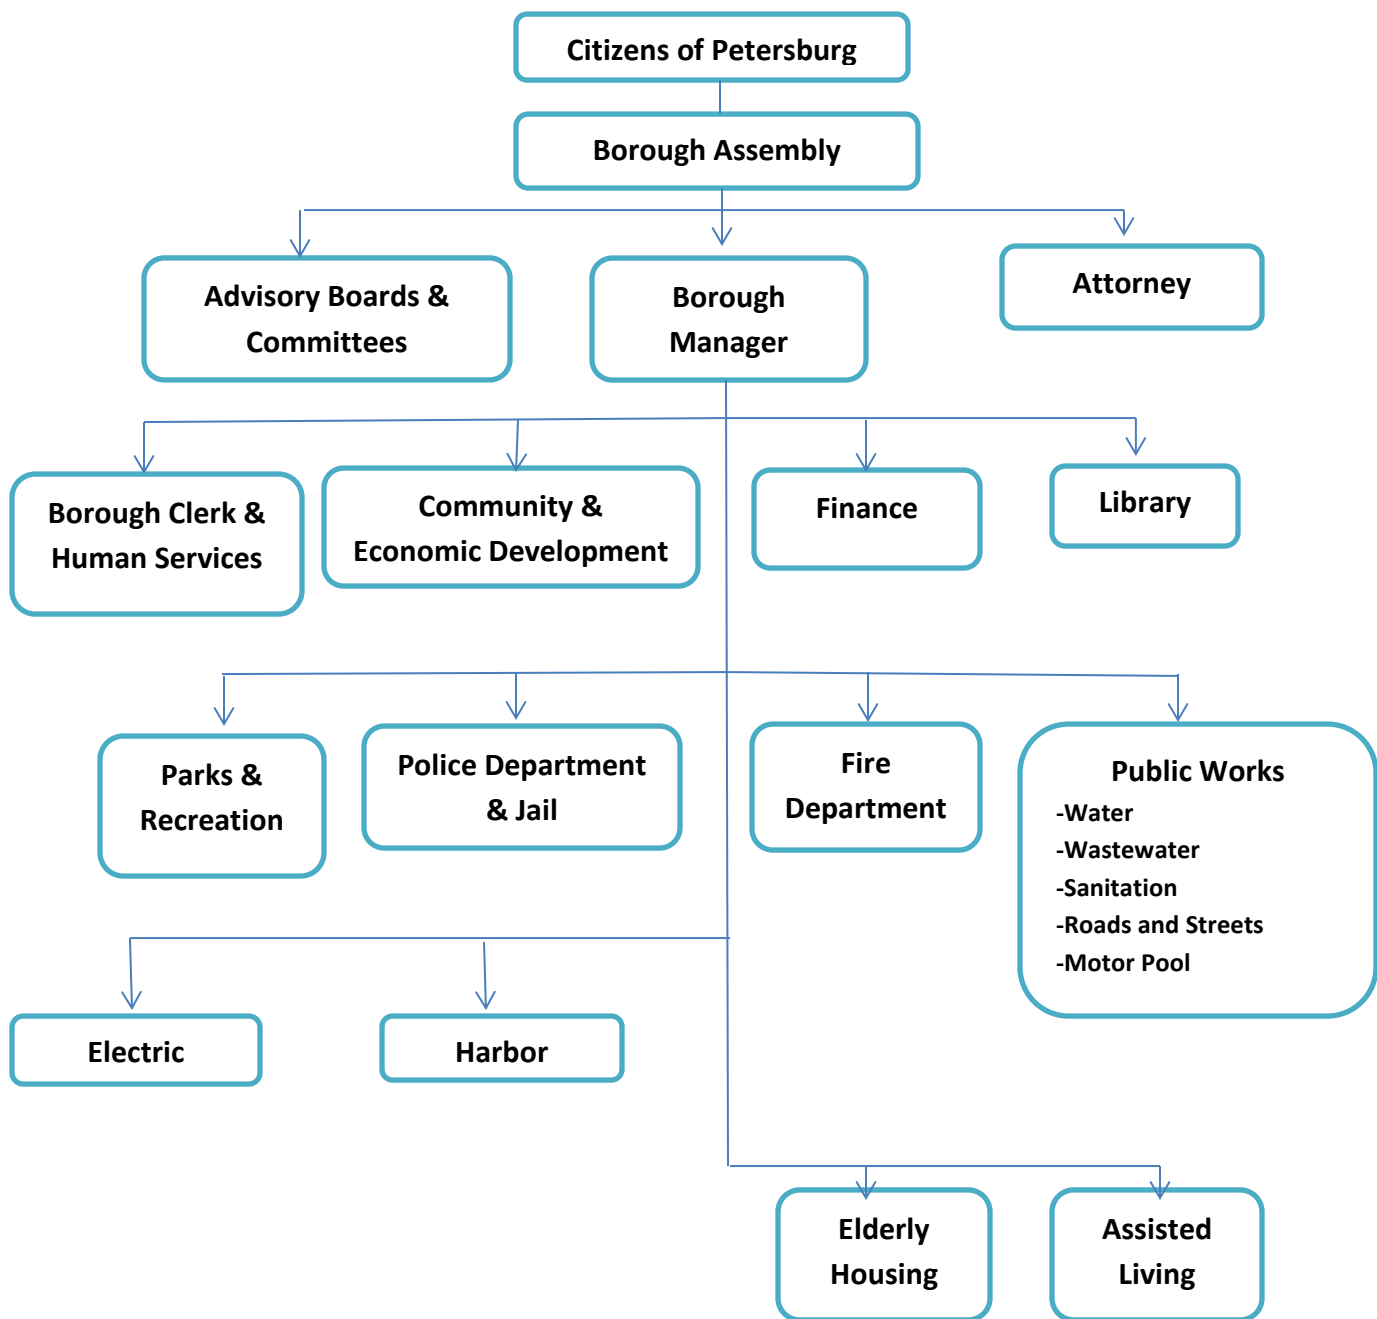 Citizens of Petersburg
Borough Assembly
Advisory Boards &
Committees
Borough
Manager
Attorney
Borough Clerk &
Human Services
Community &
Economic Development
Finance
Library
Parks &
Recreation
Police Department
& Jail
Fire
Department
Public Works
-Water
-Wastewater
-Sanitation
-Roads and Streets
-Motor Pool
Electric
Harbor
Elderly
Housing
Assisted
Living